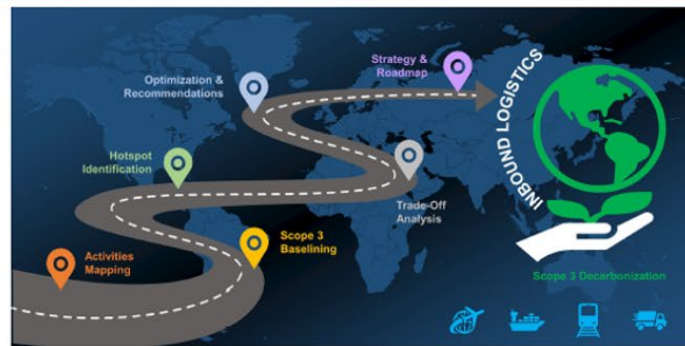 Strategy &
Roadmap
Optimization &
Recommendations
INBOUND LOGISTICS
Hotspot
Identification
Trade-Off
Analysis
Scope 3
Baselining
Activities
Mapping
Scope 3 Decarbonization